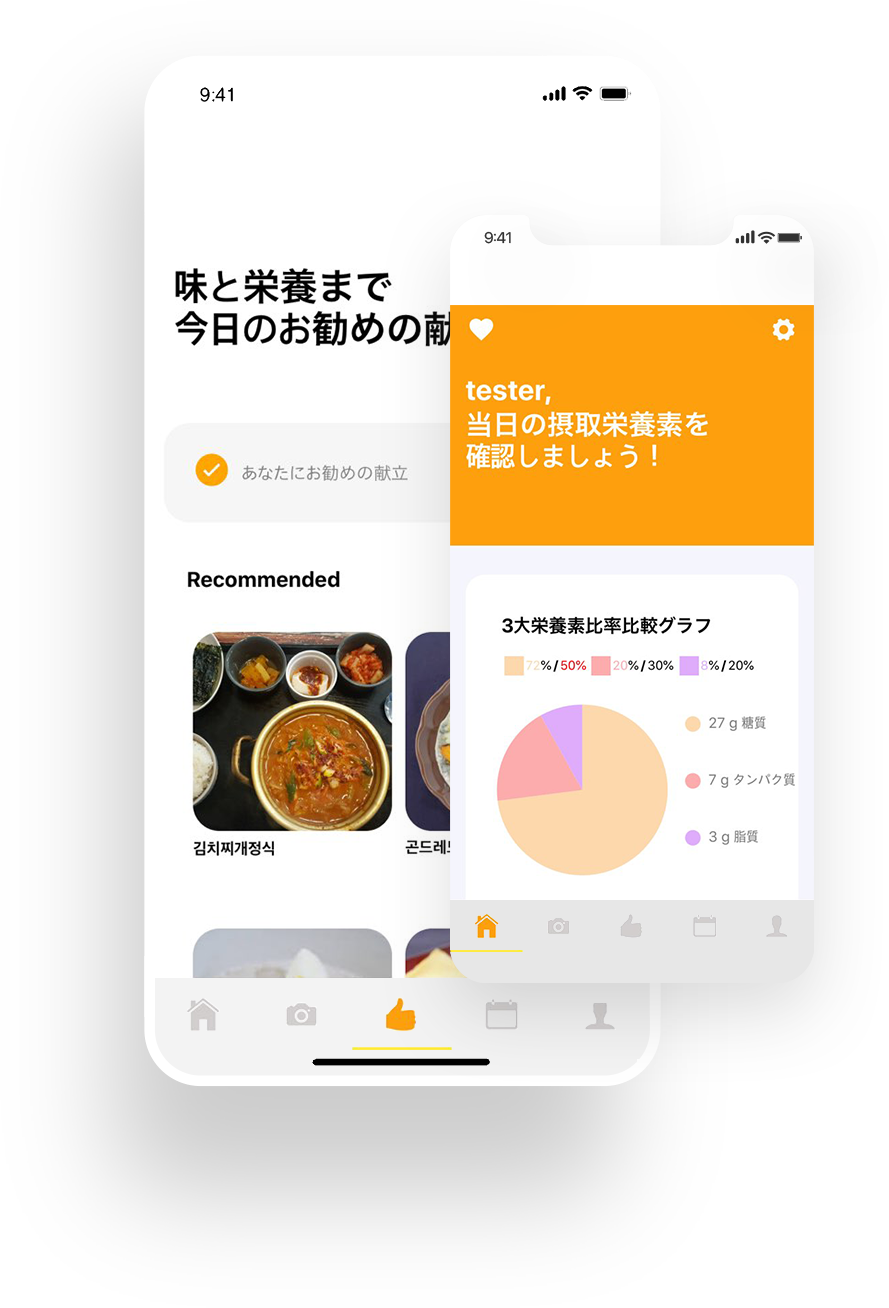 9:41
味と栄養まで
今日のお勧めの献
あなたにお勧めの献立
Recommended
김치찌개정식
곤드레
9:41
tester,
当日の摂取栄養素を
確認しましょう！
3大栄養素比率比較グラフ
72%/50% 20%/30% 8%/20%
27 g 糖質
7 g タンパク質
3 g 脂質